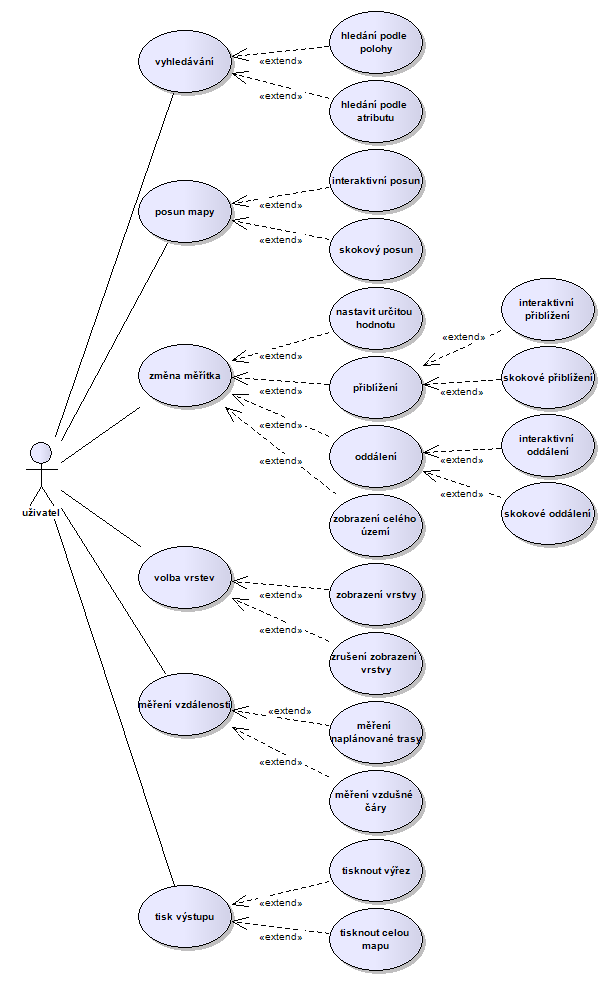 hledání podle
polohy
vyhledávání
«extend»
«extend»
hledání podle
atributu
interaktivní posun
posun mapy
«extend»
«extend»
skokový posun
nastavit určitou
hodnotu
interaktivní
přiblížení
«extend»
«extend»
změna měřítka
«extend»
přiblížení
skokové přiblížení
«extend»
«extend»
oddálení
interaktivní
oddálení
«extend»
«extend»
«extend»
skokové oddálení
uživatel
zobrazení celého
území
volba vrstev
«extend»
zobrazení vrstvy
«extend»
zrušení zobrazení
vrstvy
měření vzdáleností
«extend»
měření
naplánované trasy
«extend»
měření vzdušné
čáry
tisknout výřez
tisk výstupu
«extend»
«extend»
tisknout celou
mapu